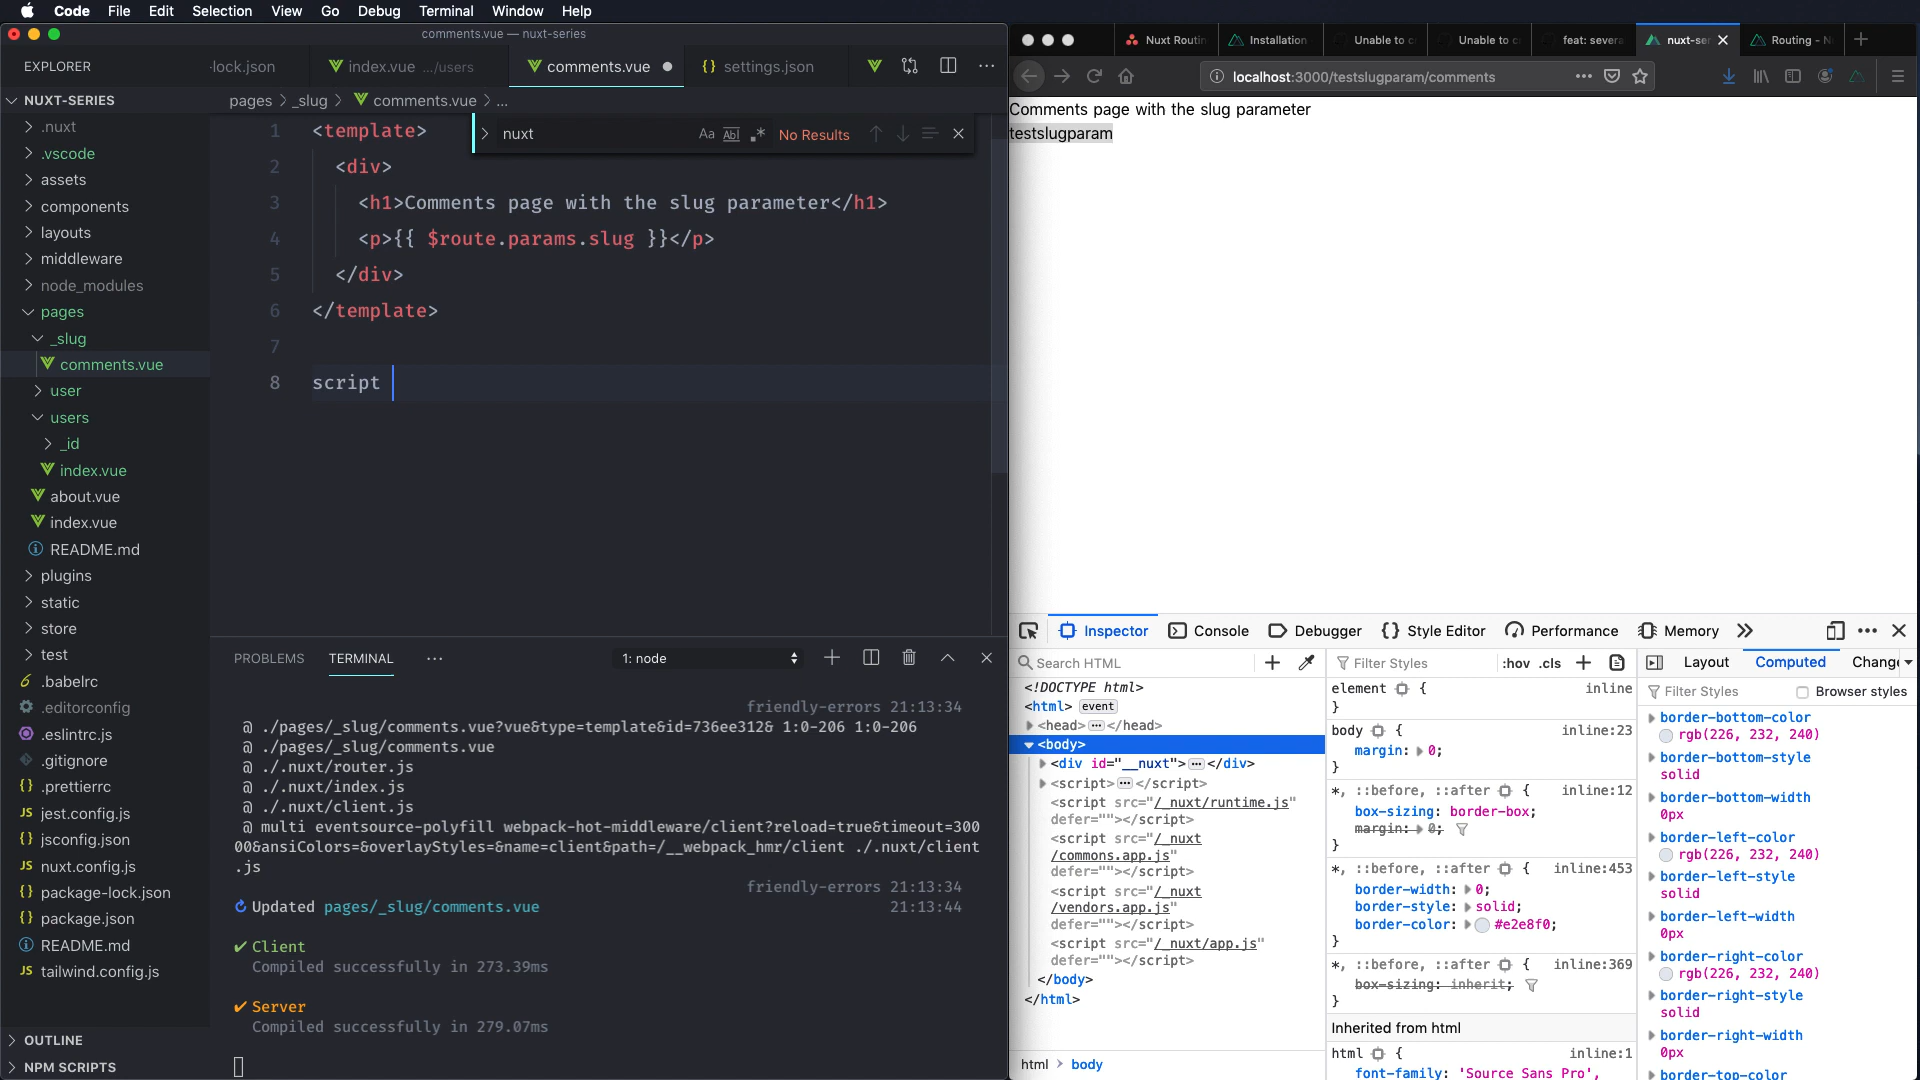 Code File Edit Selection View Go Debug Terminal Window Help
comments.vue — nuxt-series
EXPLORER
-lock.json
index.vue .../users
comments.vue
{} settings.json
NUXT-SERIES
pages > _slug > comments.vue > ...
.nuxt
.vscode
assets
components
layouts
middleware
node_modules
pages
_slug
comments.vue
user
users
_id
index.vue
about.vue
index.vue
README.md
plugins
static
store
test
.babelrc
.editorconfig
.eslintrc.js
.gitignore
{} .prettierrc
JS jest.config.js
{} jsconfig.json
JS nuxt.config.js
{} package-lock.json
{} package.json
README.md
JS tailwind.config.js
OUTLINE
NPM SCRIPTS
nuxt
Aa Abl .* No Results
1 <template>
2 <div>
3 <h1>Comments page with the slug parameter</h1>
4 <p>{{ $route.params.slug }}</p>
5 </div>
6 </template>
7
8 script
PROBLEMS TERMINAL ... 1: node
friendly-errors 21:13:34
@ ./pages/_slug/comments.vue?vue&type=template&id=736ee312& 1:0-206 1:0-206
@ ./pages/_slug/comments.vue
@ ./.nuxt/router.js
@ ./.nuxt/index.js
@ ./.nuxt/client.js
@ multi eventsource-polyfill webpack-hot-middleware/client?reload=true&timeout=300
00&ansiColors=&overlayStyles=&name=client&path=/__webpack_hmr/client ./.nuxt/client
.js
friendly-errors 21:13:34
Updated pages/_slug/comments.vue 21:13:44
✔ Client
Compiled successfully in 273.39ms
✔ Server
Compiled successfully in 279.07ms
Nuxt Routin
Installation
Unable to c
Unable to c
feat: severa
nuxt-se
Routing - N
localhost:3000/testslugparam/comments
Comments page with the slug parameter
testslugparam
Inspector Console Debugger {} Style Editor Performance Memory
Search HTML
<!DOCTYPE html>
<html> event
<head> </head>
<body>
<div id="__nuxt"> </div>
<script> </script>
<script src="/_nuxt/runtime.js"
defer=""></script>
<script src="/_nuxt
/commons.app.js"
defer=""></script>
<script src="/_nuxt
/vendors.app.js"
defer=""></script>
<script src="/_nuxt/app.js"
defer=""></script>
</body>
</html>
html > body
Filter Styles :hov .cls
element { inline
}
body { inline:23
margin: 0;
}
*, ::before, ::after { inline:12
box-sizing: border-box;
margin: 0;
}
*, ::before, ::after { inline:453
border-width: 0;
border-style: solid;
border-color: #e2e8f0;
}
*, ::before, ::after { inline:369
box-sizing: inherit;
}
Inherited from html
html { inline:1
font-family: 'Source Sans Pro',
Layout Computed Change
Filter Styles Browser styles
border-bottom-color
rgb(226, 232, 240)
border-bottom-style
solid
border-bottom-width
0px
border-left-color
rgb(226, 232, 240)
border-left-style
solid
border-left-width
0px
border-right-color
rgb(226, 232, 240)
border-right-style
solid
border-right-width
0px
border-top-color